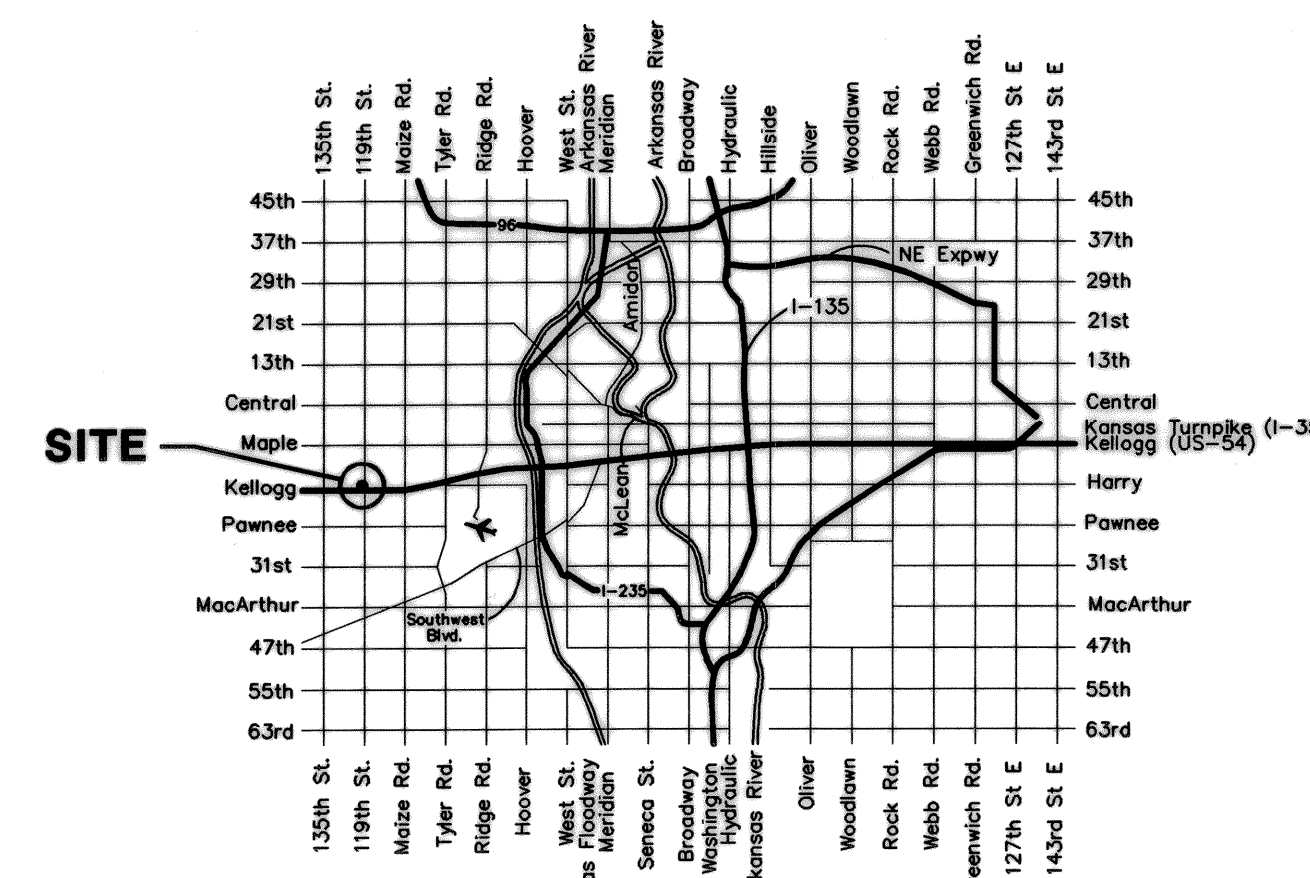 135th St.
119th St.
Maize Rd.
Tyler Rd.
Ridge Rd.
Hoover
West St.
Arkansas River
Meridian
Arkansas River
Broadway
Hydraulic
Hillside
Oliver
Woodlawn
Rock Rd.
Webb Rd.
Greenwich Rd.
127th St E
143rd St E
45th
37th
29th
21st
13th
Central
Maple
Kellogg
Pawnee
31st
MacArthur
47th
55th
63rd
SITE
96
Amidon
McLean
NE Expwy
I-135
I-235
Southwest
Blvd.
45th
37th
29th
21st
13th
Central
Kansas Turnpike (I-35
Kellogg (US-54)
Harry
Pawnee
31st
MacArthur
47th
55th
63rd
135th St.
119th St.
Maize Rd.
Tyler Rd.
Ridge Rd.
Hoover
West St.
as Floodway
Meridian
Seneca St.
Broadway
Washington
Hydraulic
kansas River
Oliver
Woodlawn
Rock Rd.
Webb Rd.
eenwich Rd.
127th St E
143rd St E